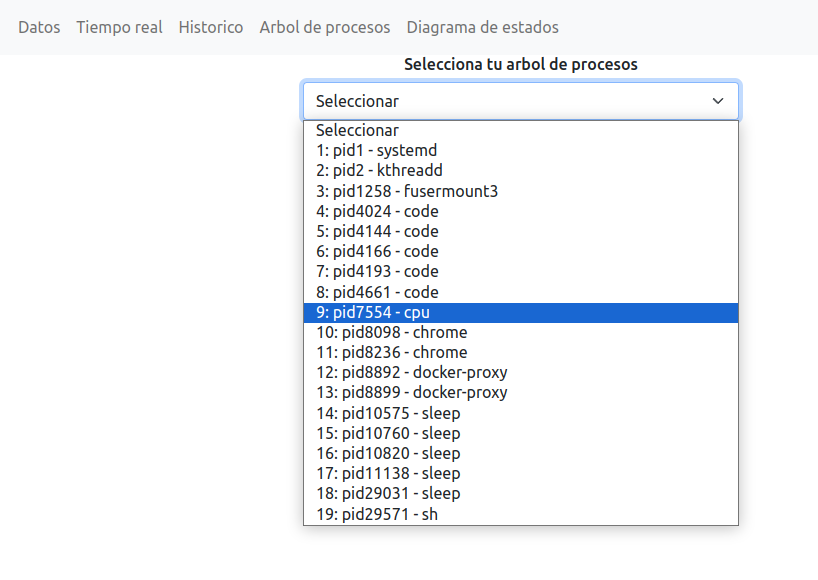 Datos Tiempo real Historico Arbol de procesos Diagrama de estados
Selecciona tu arbol de procesos
Seleccionar
Seleccionar
1: pid1 - systemd
2: pid2 - kthreadd
3: pid1258 - fusermount3
4: pid4024 - code
5: pid4144 - code
6: pid4166 - code
7: pid4193 - code
8: pid4661 - code
9: pid7554 - cpu
10: pid8098 - chrome
11: pid8236 - chrome
12: pid8892 - docker-proxy
13: pid8899 - docker-proxy
14: pid10575 - sleep
15: pid10760 - sleep
16: pid10820 - sleep
17: pid11138 - sleep
18: pid29031 - sleep
19: pid29571 - sh